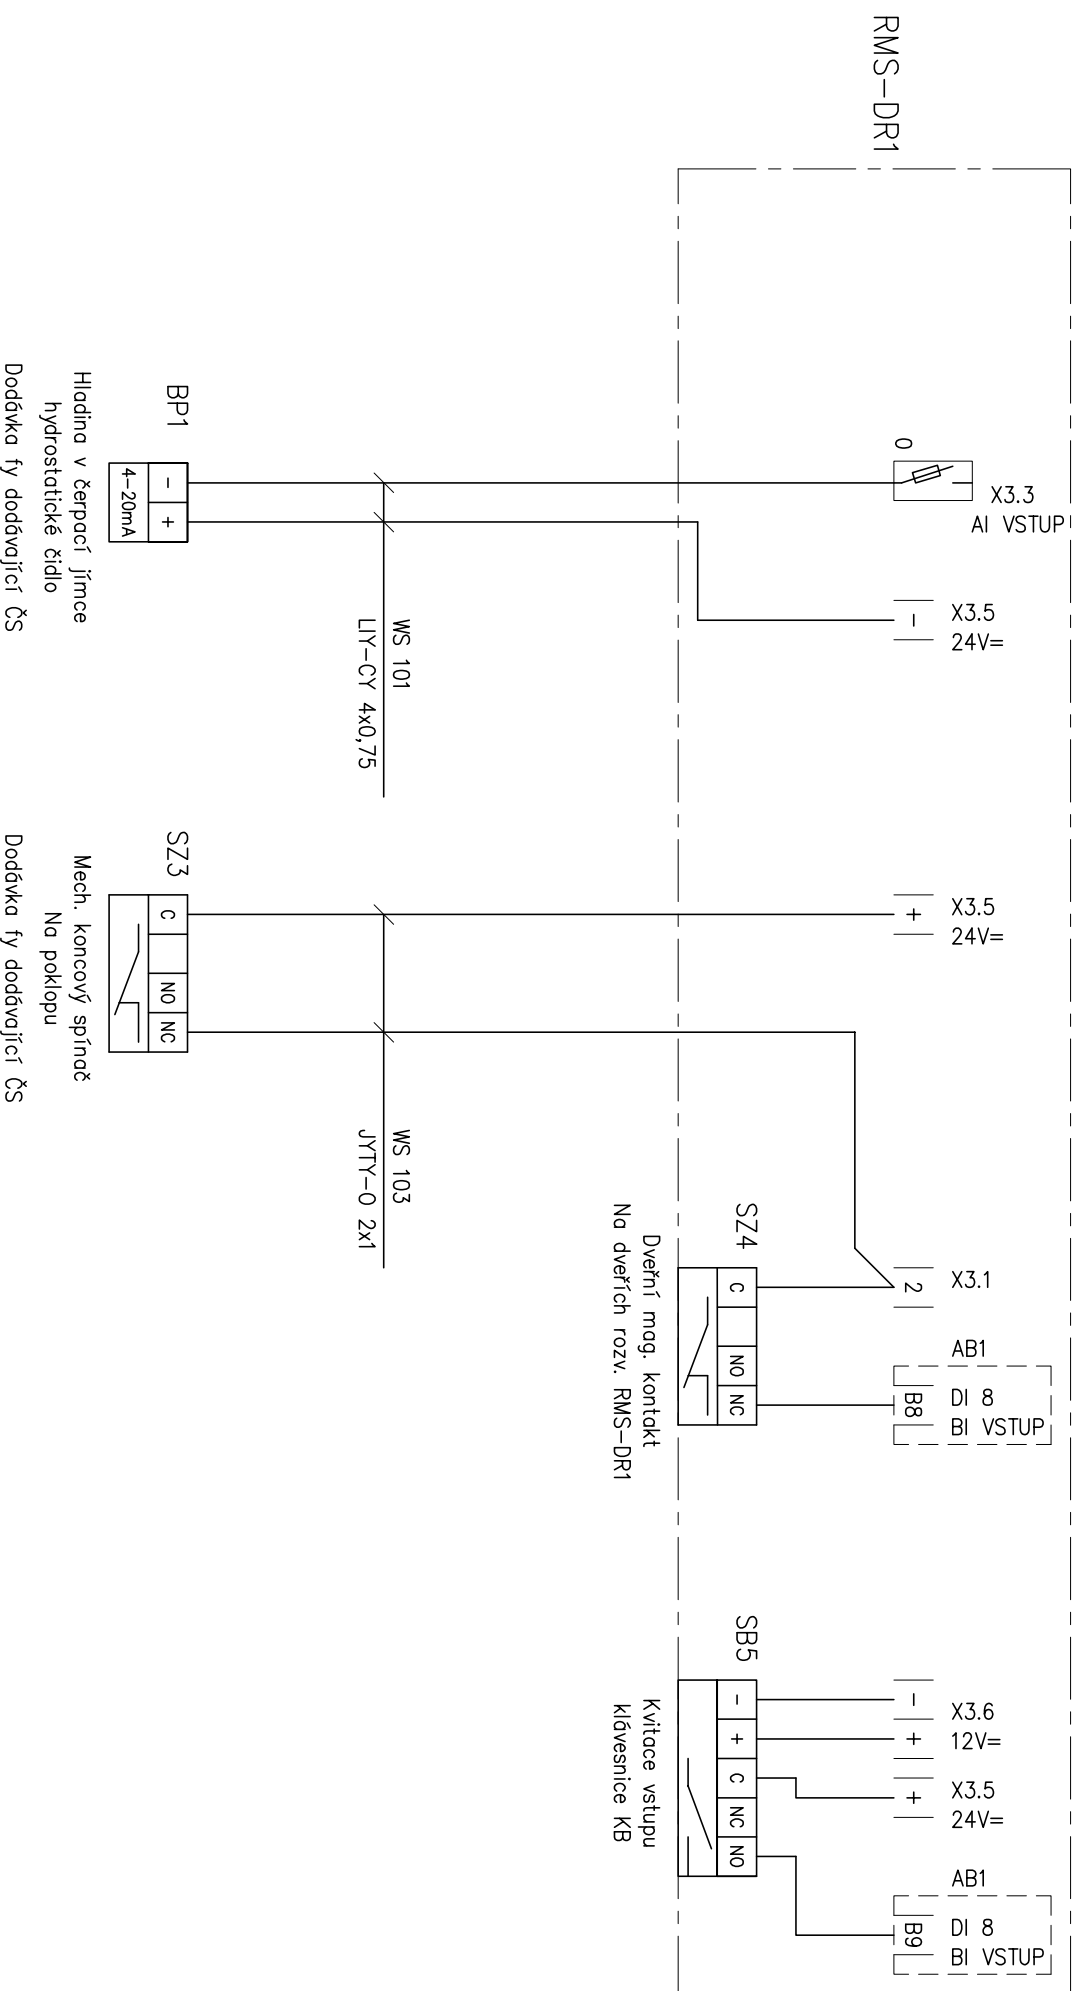 RMS-DR1
X3.3
AI VSTUP
0
X3.5
24V=
-
X3.5
24V=
+
X3.1
2
AB1
DI 8
BI VSTUP
B8
X3.6
12V=
-
+
X3.5
24V=
+
AB1
DI 8
BI VSTUP
B9
SZ4
C
NO
NC
Dveřní mag. kontakt
Na dveřích rozv. RMS-DR1
SB5
-
+
C
NC
NO
Kvitace vstupu
klávesnice KB
WS 101
LIY-CY 4x0,75
WS 103
JYTY-O 2x1
BP1
-
+
4-20mA
Hladina v čerpací jímce
hydrostatické čidlo
Dodávka fy dodávající ČS
SZ3
C
NO
NC
Mech. koncový spínač
Na poklopu
Dodávka fy dodávající ČS